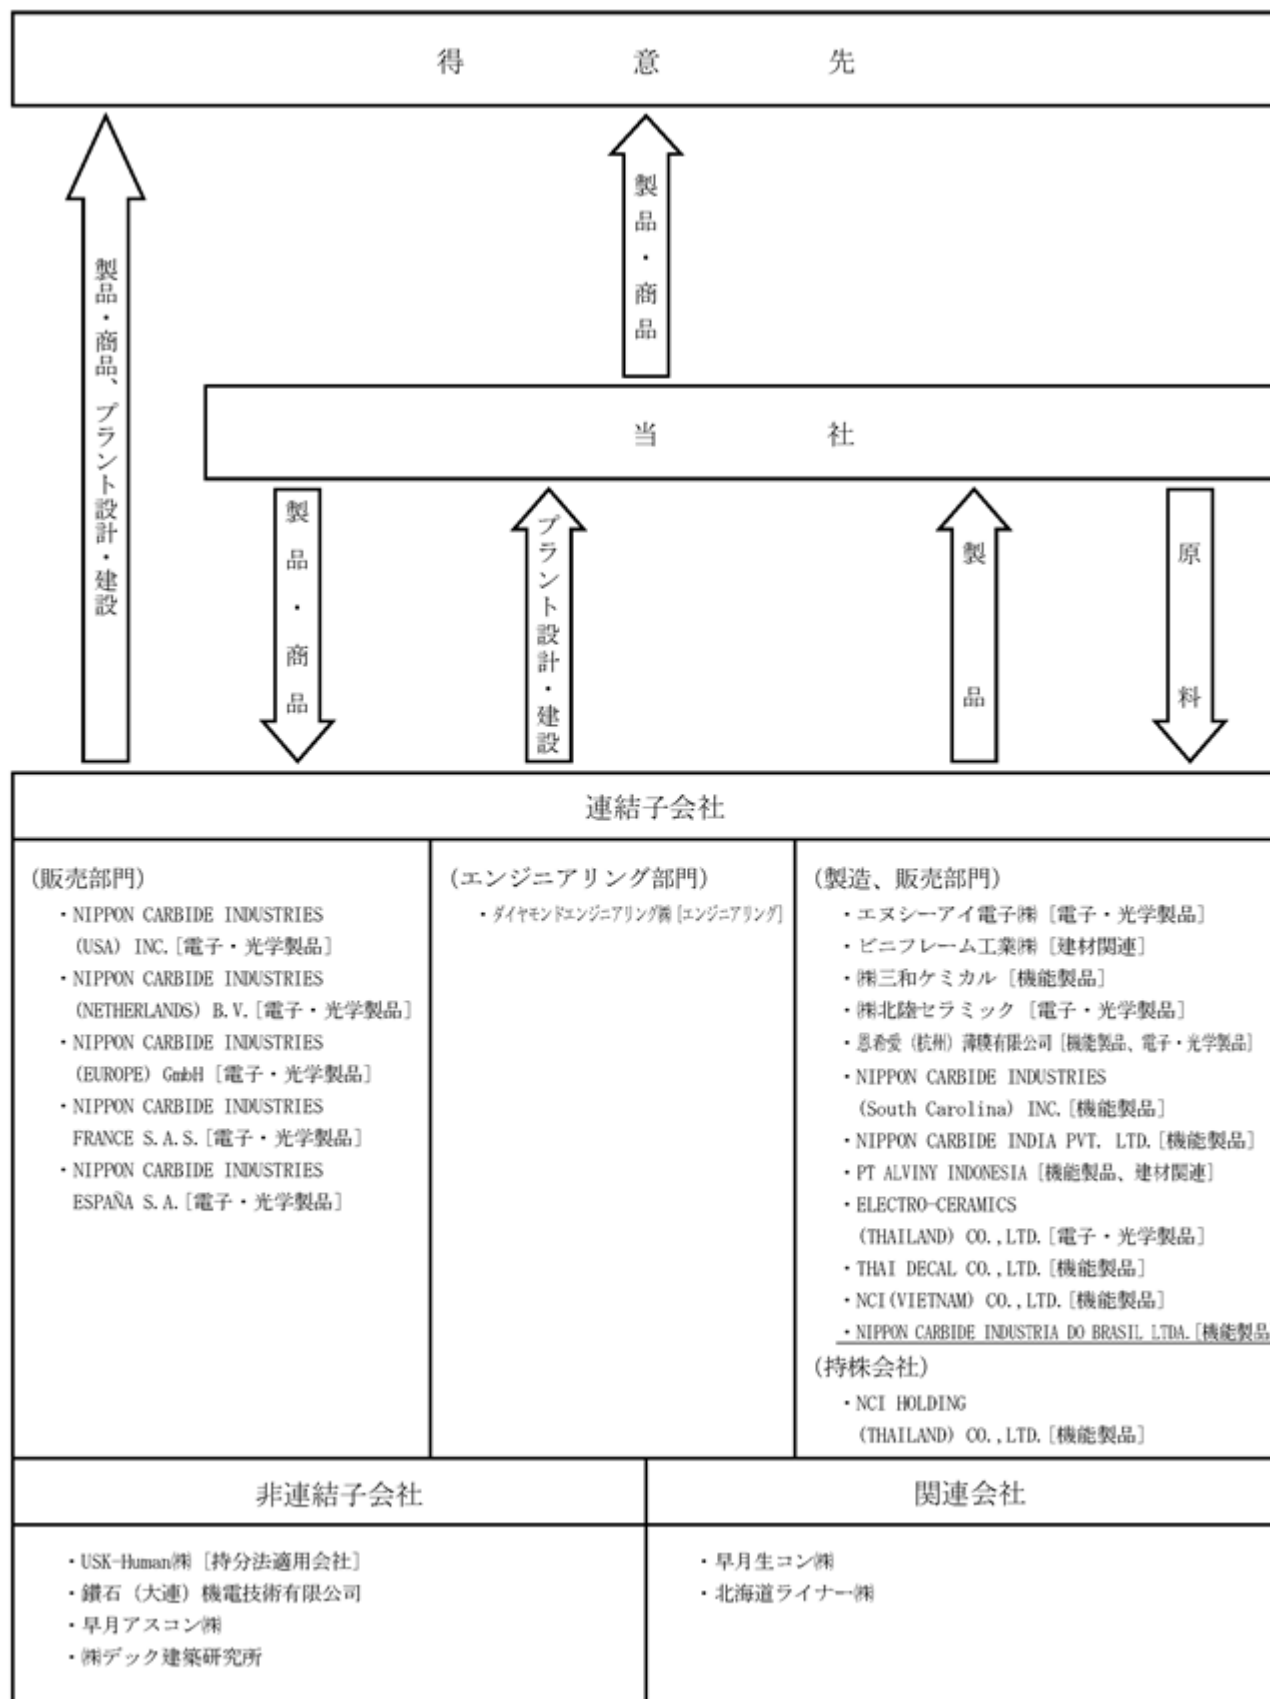 得意先
製品・商品、プラント設計・建設
製品・商品
当社
製品・商品
プラント設計・建設
製品
原料
連結子会社
(販売部門)
・NIPPON CARBIDE INDUSTRIES
(USA) INC.[電子・光学製品]
・NIPPON CARBIDE INDUSTRIES
(NETHERLANDS) B.V.[電子・光学製品]
・NIPPON CARBIDE INDUSTRIES
(EUROPE) GmbH [電子・光学製品]
・NIPPON CARBIDE INDUSTRIES
FRANCE S.A.S.[電子・光学製品]
・NIPPON CARBIDE INDUSTRIES
ESPAÑA S.A.[電子・光学製品]
(エンジニアリング部門)
・ダイヤモンドエンジニアリング㈱ [エンジニアリング]
(製造、販売部門)
・エヌシーアイ電子㈱ [電子・光学製品]
・ビニフレーム工業㈱ [建材関連]
・㈱三和ケミカル [機能製品]
・㈱北陸セラミック [電子・光学製品]
・恩希愛(杭州)薄膜有限公司 [機能製品、電子・光学製品]
・NIPPON CARBIDE INDUSTRIES
(South Carolina) INC.[機能製品]
・NIPPON CARBIDE INDIA PVT. LTD.[機能製品]
・PT ALVINY INDONESIA [機能製品、建材関連]
・ELECTRO-CERAMICS
(THAILAND) CO.,LTD.[電子・光学製品]
・THAI DECAL CO.,LTD.[機能製品]
・NCI(VIETNAM) CO.,LTD.[機能製品]
・NIPPON CARBIDE INDUSTRIA DO BRASIL LTDA.[機能製品
(持株会社)
・NCI HOLDING
(THAILAND) CO.,LTD.[機能製品]
非連結子会社
・USK-Human㈱ [持分法適用会社]
・鑽石(大連)機電技術有限公司
・早月アスコン㈱
・㈱デック建築研究所
関連会社
・早月生コン㈱
・北海道ライナー㈱